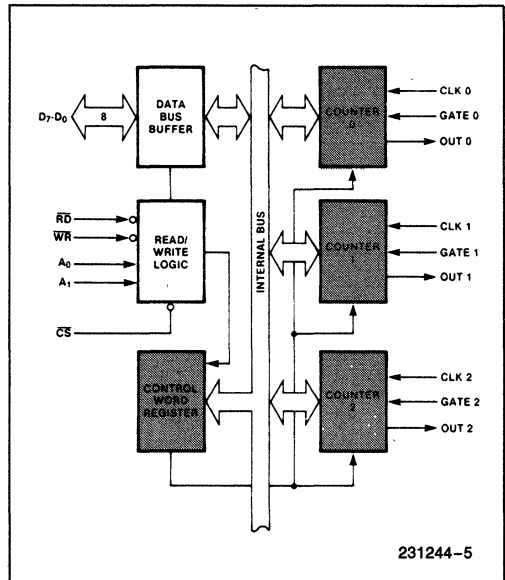 D7-D0
8
DATA
BUS
BUFFER
RD
WR
A0
A1
CS
READ/
WRITE
LOGIC
CONTROL
WORD
REGISTER
INTERNAL BUS
COUNTER
0
CLK 0
GATE 0
OUT 0
COUNTER
1
CLK 1
GATE 1
OUT 1
COUNTER
2
CLK 2
GATE 2
OUT 2
231244-5